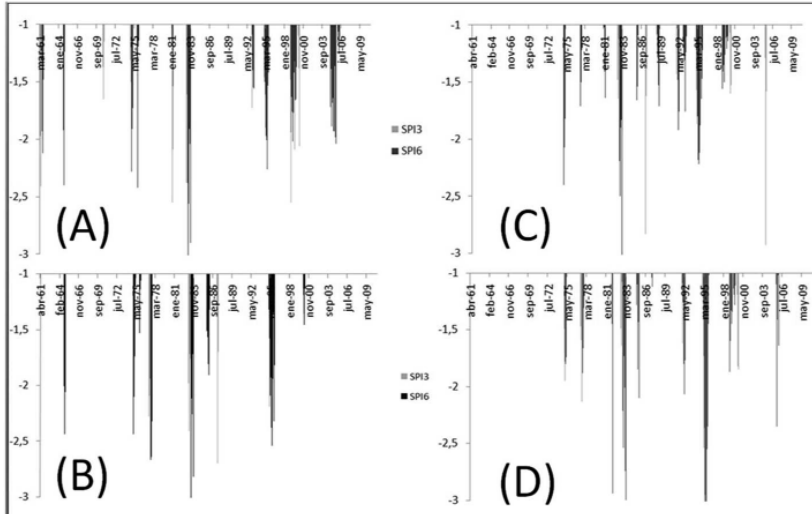 -1
mar-61
ene-64
nov-66
sep-69
jul-72
may-75
mar-78
ene-81
nov-83
sep-86
jul-89
may-92
mar-95
ene-98
nov-00
sep-03
jul-06
may-09
-1,5
-2
-2,5
-3
(A)
SPI3
SPI6
-1
abr-61
feb-64
nov-66
sep-69
jul-72
may-75
mar-78
ene-81
nov-83
sep-86
jul-89
may-92
mar-95
ene-98
nov-00
sep-03
jul-06
may-09
-1,5
-2
-2,5
-3
(C)
-1
abr-61
feb-64
nov-66
sep-69
jul-72
may-75
mar-78
ene-81
nov-83
sep-86
jul-89
may-92
ene-98
nov-00
sep-03
jul-06
may-09
-1,5
-2
-2,5
-3
(B)
SPI3
SPI6
-1
abr-61
feb-64
nov-66
sep-69
jul-72
may-75
mar-78
ene-81
nov-83
sep-86
jul-89
may-92
mar-95
ene-98
nov-00
sep-03
jul-06
may-09
-1,5
-2
-2,5
-3
(D)